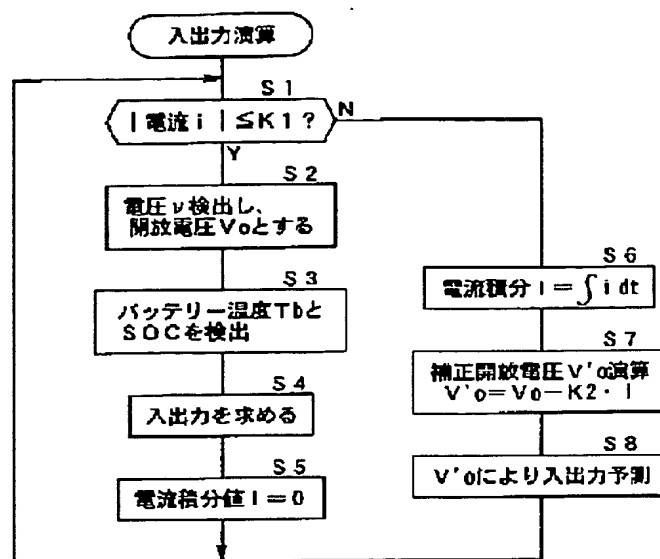 入出力演算
S1
|電流i|≦K1?
N
Y
S2
電圧v検出し、
開放電圧Voとする
S3
バッテリー温度Tbと
SOCを検出
S4
入出力を求める
S5
電流積分値I=0
S6
電流積分I=∫i dt
S7
補正開放電圧V'o演算
V'o=Vo-K2・I
S8
V'oにより入出力予測